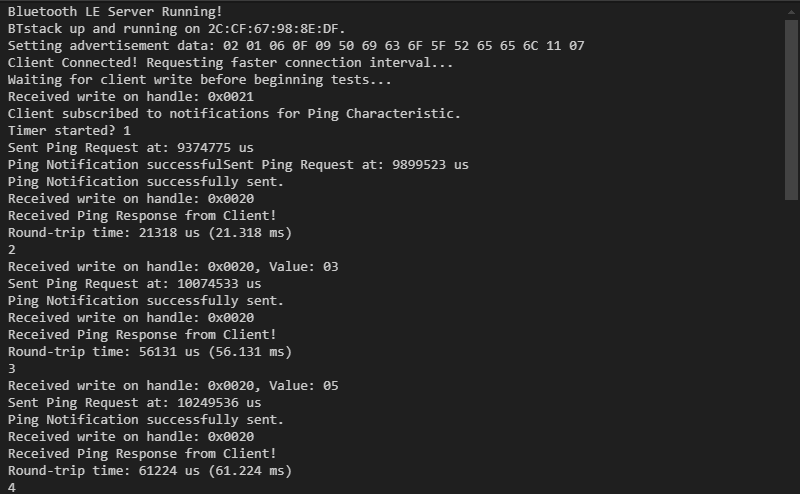 Bluetooth LE Server Running!
BTstack up and running on 2C:CF:67:98:8E:DF.
Setting advertisement data: 02 01 06 0F 09 50 69 63 6F 5F 52 65 65 6C 11 07
Client Connected! Requesting faster connection interval...
Waiting for client write before beginning tests...
Received write on handle: 0x0021
Client subscribed to notifications for Ping Characteristic.
Timer started? 1
Sent Ping Request at: 9374775 us
Ping Notification successfulSent Ping Request at: 9899523 us
Ping Notification successfully sent.
Received write on handle: 0x0020
Received Ping Response from Client!
Round-trip time: 21318 us (21.318 ms)
2
Received write on handle: 0x0020, Value: 03
Sent Ping Request at: 10074533 us
Ping Notification successfully sent.
Received write on handle: 0x0020
Received Ping Response from Client!
Round-trip time: 56131 us (56.131 ms)
3
Received write on handle: 0x0020, Value: 05
Sent Ping Request at: 10249536 us
Ping Notification successfully sent.
Received write on handle: 0x0020
Received Ping Response from Client!
Round-trip time: 61224 us (61.224 ms)
4